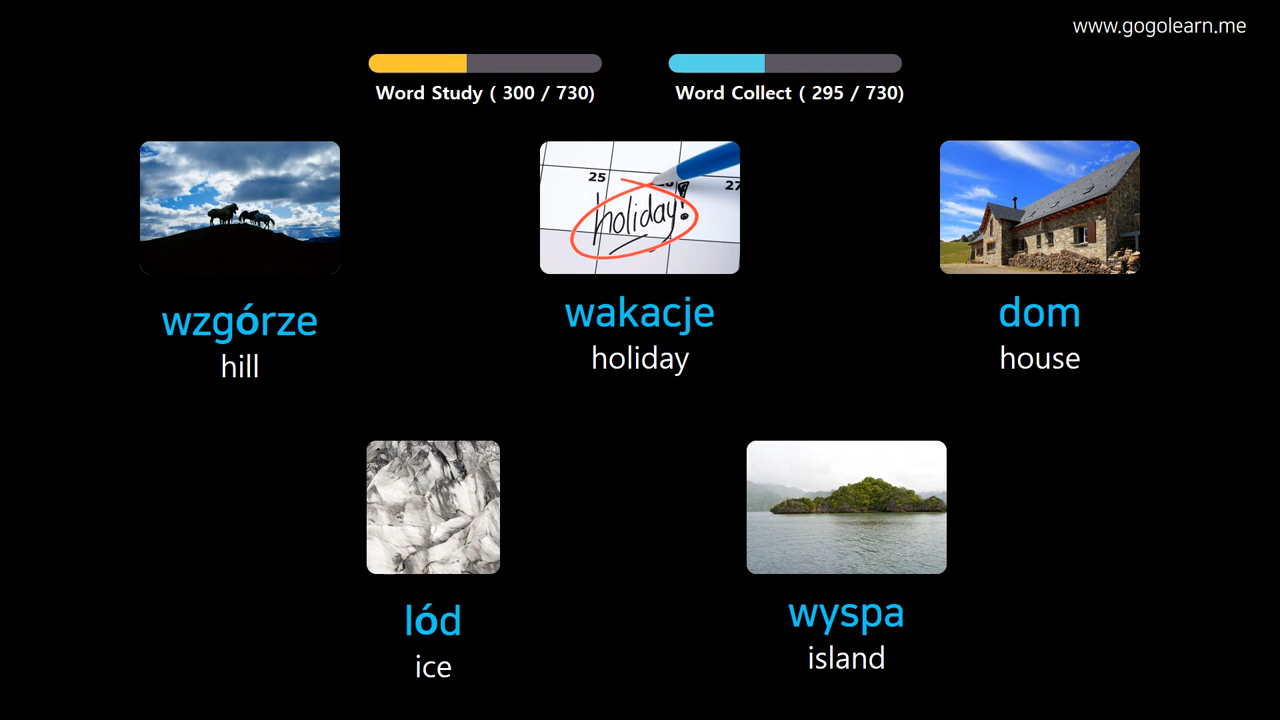 www.gogolearn.me
Word Study ( 300 / 730)
Word Collect ( 295 / 730)
25
27
holiday!
wzgórze
hill
wakacje
holiday
dom
house
lód
ice
wyspa
island